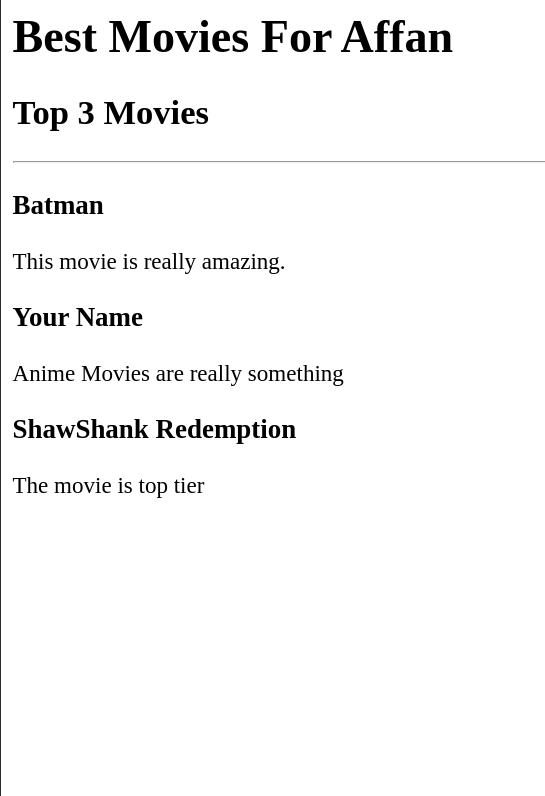 Best Movies For Affan
Top 3 Movies
Batman
This movie is really amazing.
Your Name
Anime Movies are really something
ShawShank Redemption
The movie is top tier